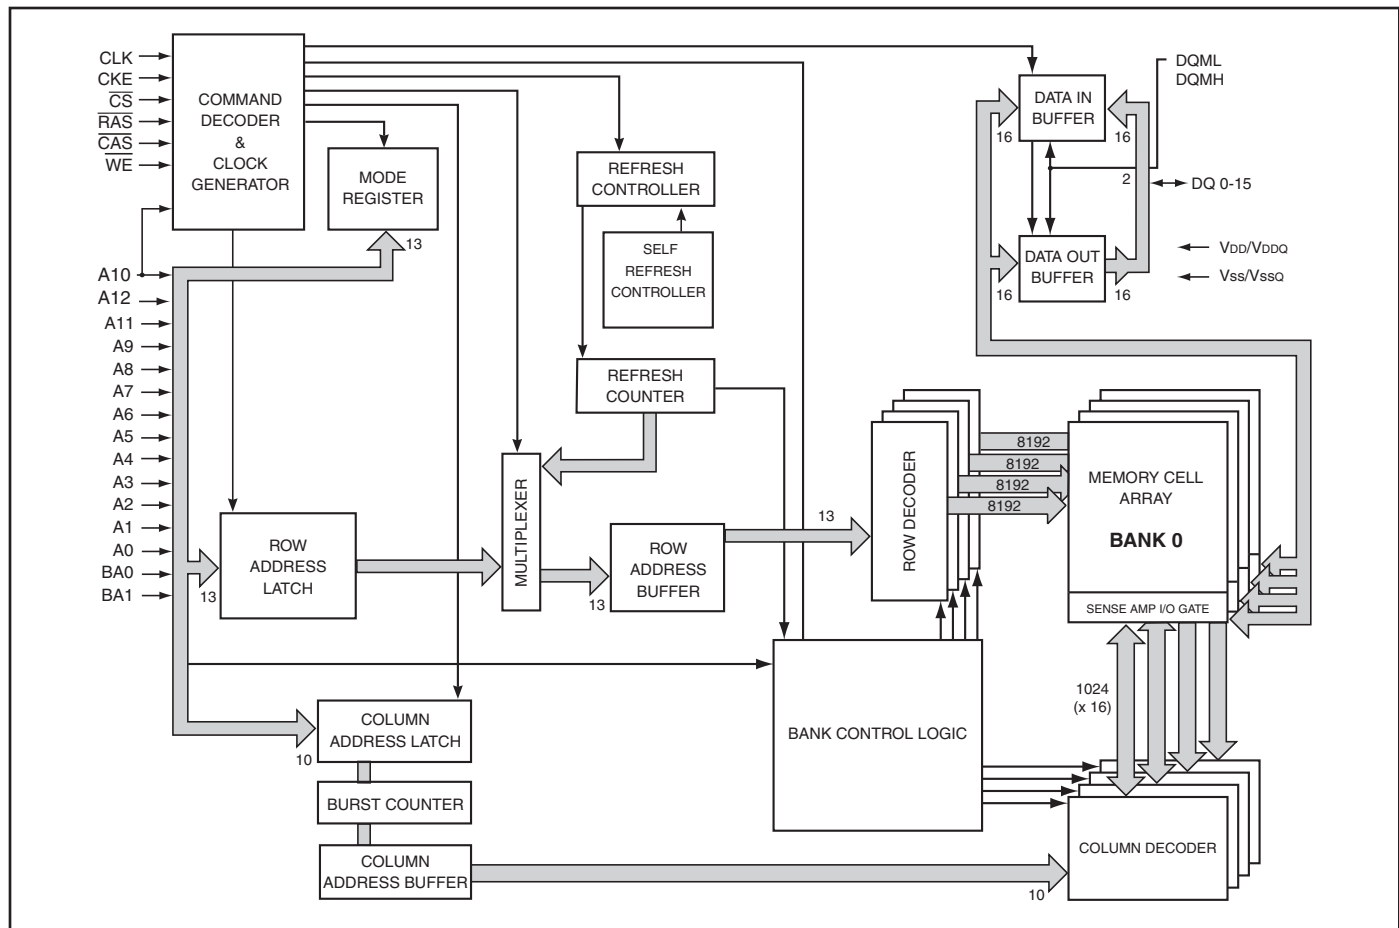 CLK
CKE
CS
RAS
CAS
WE
A10
A12
A11
A9
A8
A7
A6
A5
A4
A3
A2
A1
A0
BA0
BA1
COMMAND
DECODER
&
CLOCK
GENERATOR
MODE
REGISTER
13
REFRESH
CONTROLLER
SELF
REFRESH
CONTROLLER
REFRESH
COUNTER
DATA IN
BUFFER
16
16
DQML
DQMH
2
DQ 0-15
DATA OUT
BUFFER
16
16
VDD/VDDQ
Vss/VssQ
ROW
ADDRESS
LATCH
13
MULTIPLEXER
13
ROW
ADDRESS
BUFFER
13
ROW DECODER
8192
8192
8192
8192
MEMORY CELL
ARRAY
BANK 0
SENSE AMP I/O GATE
1024
(x 16)
BANK CONTROL LOGIC
COLUMN
ADDRESS LATCH
10
BURST COUNTER
COLUMN
ADDRESS BUFFER
10
COLUMN DECODER